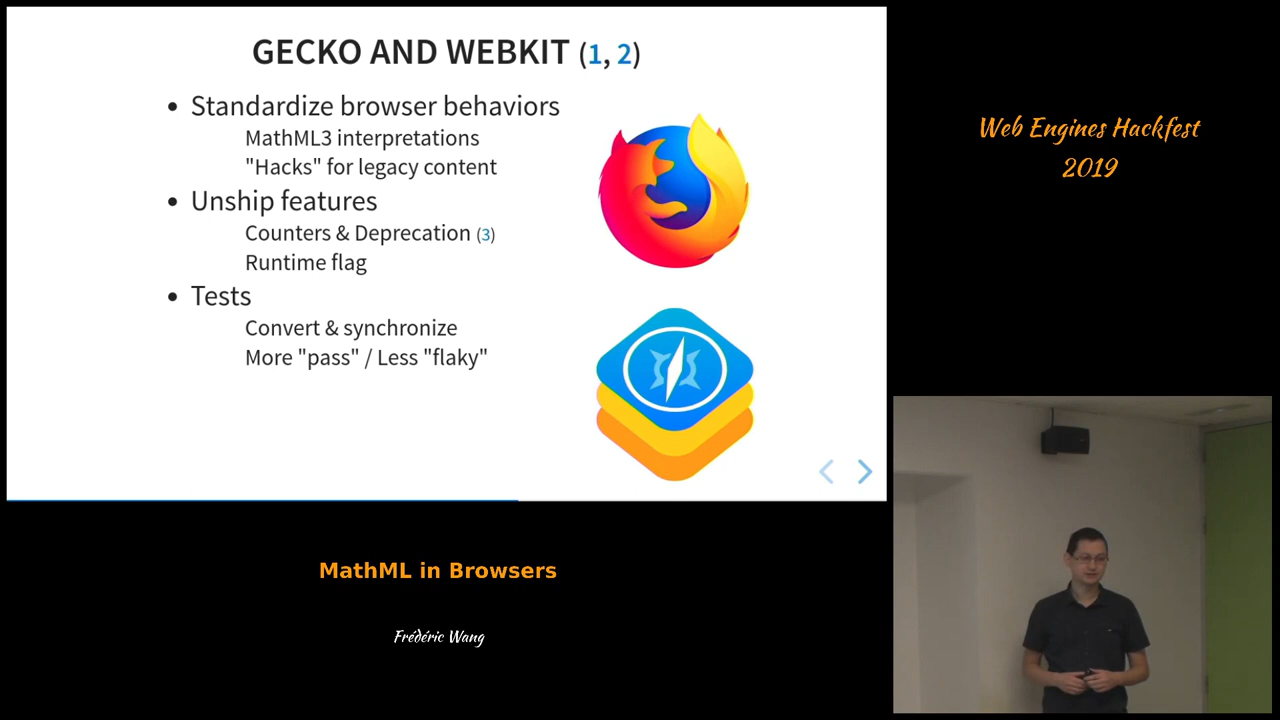 GECKO AND WEBKIT (1, 2)
• Standardize browser behaviors
MathML3 interpretations
"Hacks" for legacy content
• Unship features
Counters & Deprecation (3)
Runtime flag
• Tests
Convert & synchronize
More "pass" / Less "flaky"
Web Engines Hackfest
2019
MathML in Browsers
Frédéric Wang